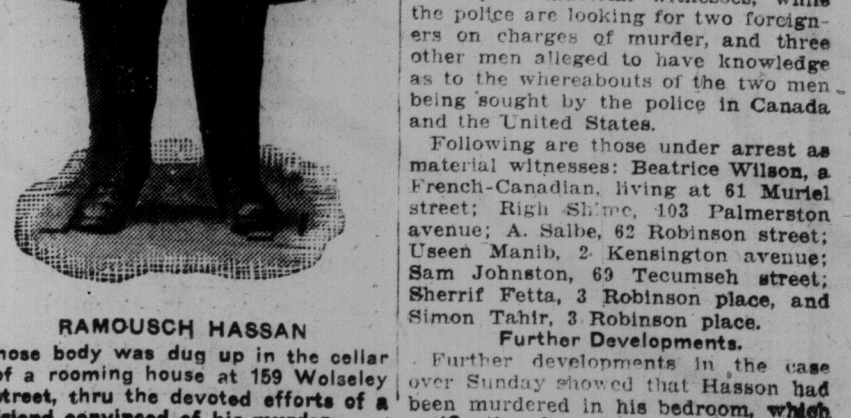 RAMOUSCH HASSAN
hose body was dug up in the cellar
of a rooming house at 159 Wolseley
street, thru the devoted efforts of a
friend convinced of his murder.
the police are looking for two foreign-
ers on charges of murder, and three
other men alleged to have knowledge
as to the whereabouts of the two men
being sought by the police in Canada
and the United States.
Following are those under arrest as
material witnesses: Beatrice Wilson, a
French-Canadian, living at 61 Muriel
street; Righ 103 Palmerston
avenue; A. Salbe, 62 Robinson street;
Useen Manib, 2 Kensington avenue;
Sam Johnston, 69 Tecumseh street;
Sherrif Fetta, 3 Robinson place, and
Simon Tahir, 3 Robinson place.
Further Developments.
Further developments in the case
over Sunday showed that Hasson had
been murdered in his bedroom, which